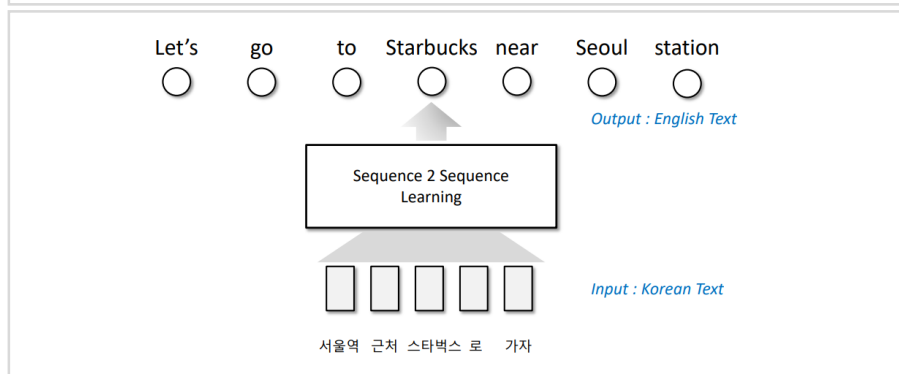 Let's go to Starbucks near Seoul station
Output : English Text
Sequence 2 Sequence
Learning
Input : Korean Text
서울역 근처 스타벅스 로 가자